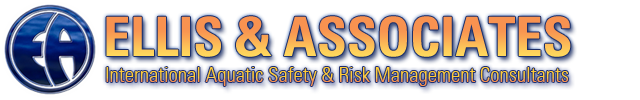 ELLIS & ASSOCIATES
International Aquatic Safety & Risk Management Consultants